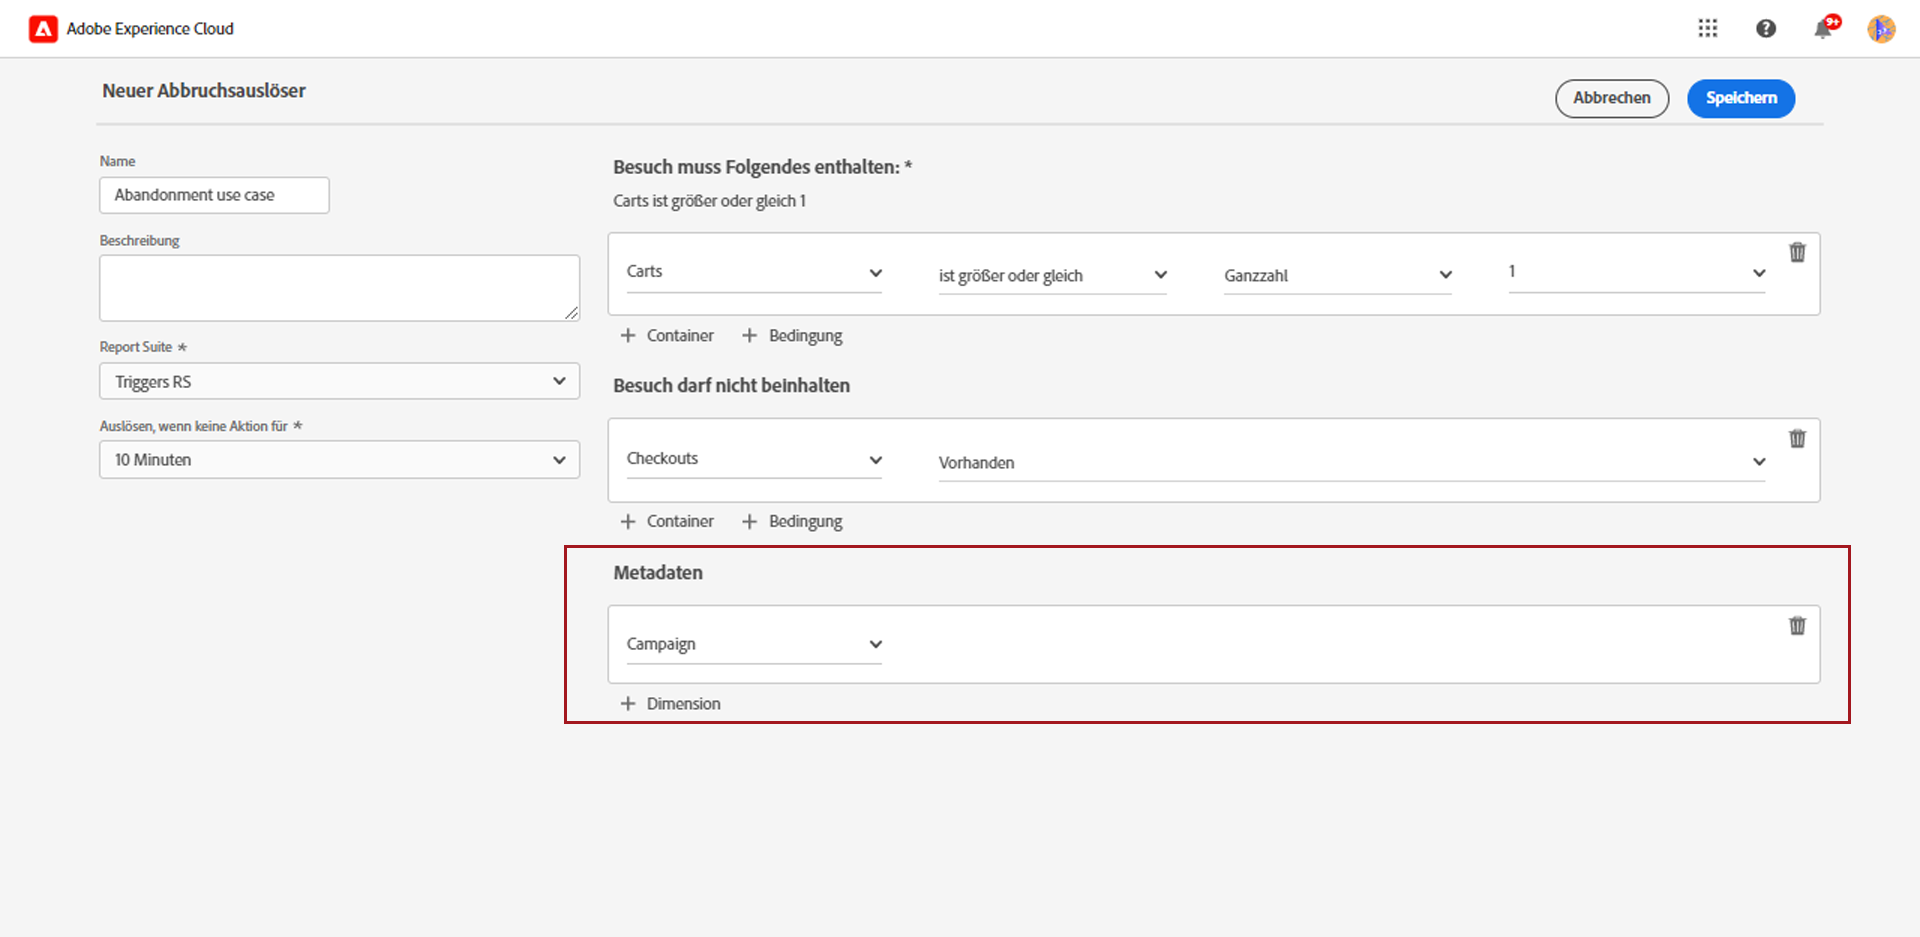 Adobe Experience Cloud
9+
Neuer Abbruchsauslöser
Abbrechen
Speichern
Name
Abandonment use case
Beschreibung
Report Suite *
Triggers RS
Auslösen, wenn keine Aktion für *
10 Minuten
Besuch muss Folgendes enthalten: *
Carts ist größer oder gleich 1
Carts
ist größer oder gleich
Ganzzahl
1
+ Container + Bedingung
Besuch darf nicht beinhalten
Checkouts
Vorhanden
+ Container + Bedingung
Metadaten
Campaign
+ Dimension